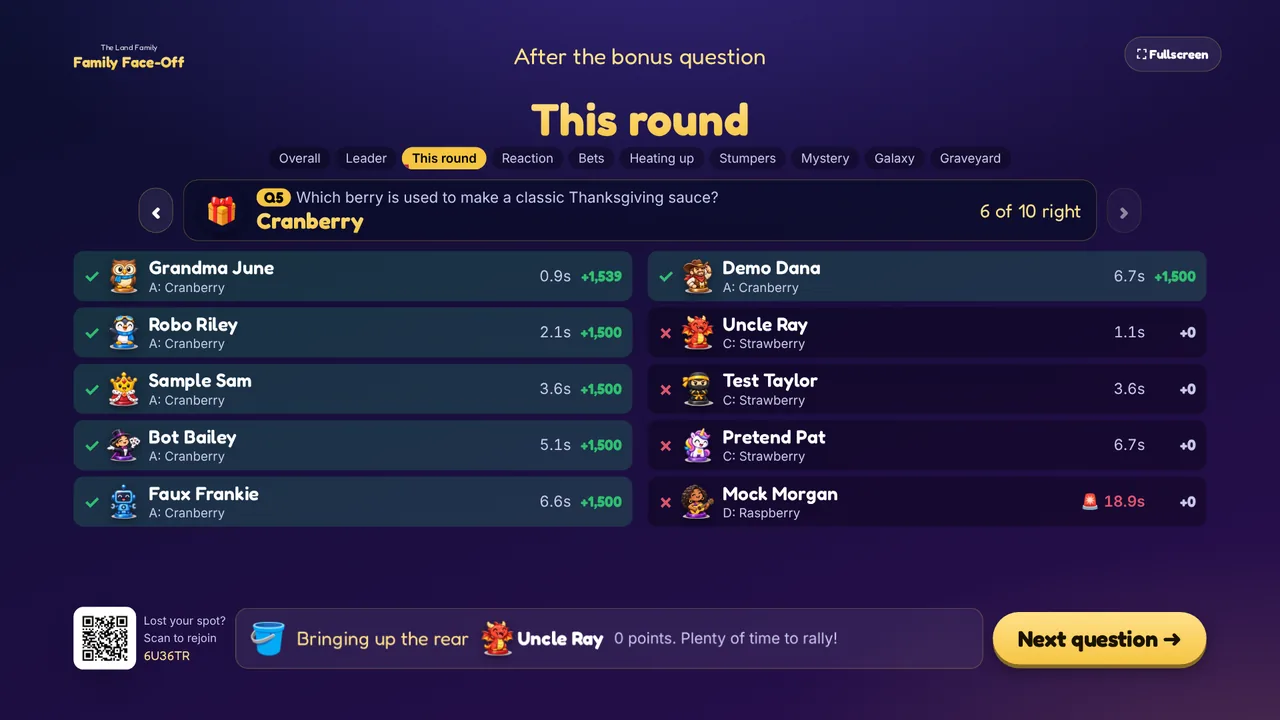 The Land Family
Family Face-Off
After the bonus question
Fullscreen
This round
Overall Leader This round Reaction Bets Heating up Stumpers Mystery Galaxy Graveyard
Q5 Which berry is used to make a classic Thanksgiving sauce?
Cranberry
6 of 10 right
Grandma June
A: Cranberry
0.9s +1,539
Robo Riley
A: Cranberry
2.1s +1,500
Sample Sam
A: Cranberry
3.6s +1,500
Bot Bailey
A: Cranberry
5.1s +1,500
Faux Frankie
A: Cranberry
6.6s +1,500
Demo Dana
A: Cranberry
6.7s +1,500
Uncle Ray
C: Strawberry
1.1s +0
Test Taylor
C: Strawberry
3.6s +0
Pretend Pat
C: Strawberry
6.7s +0
Mock Morgan
D: Raspberry
18.9s +0
Lost your spot?
Scan to rejoin
6U36TR
Bringing up the rear Uncle Ray 0 points. Plenty of time to rally!
Next question →